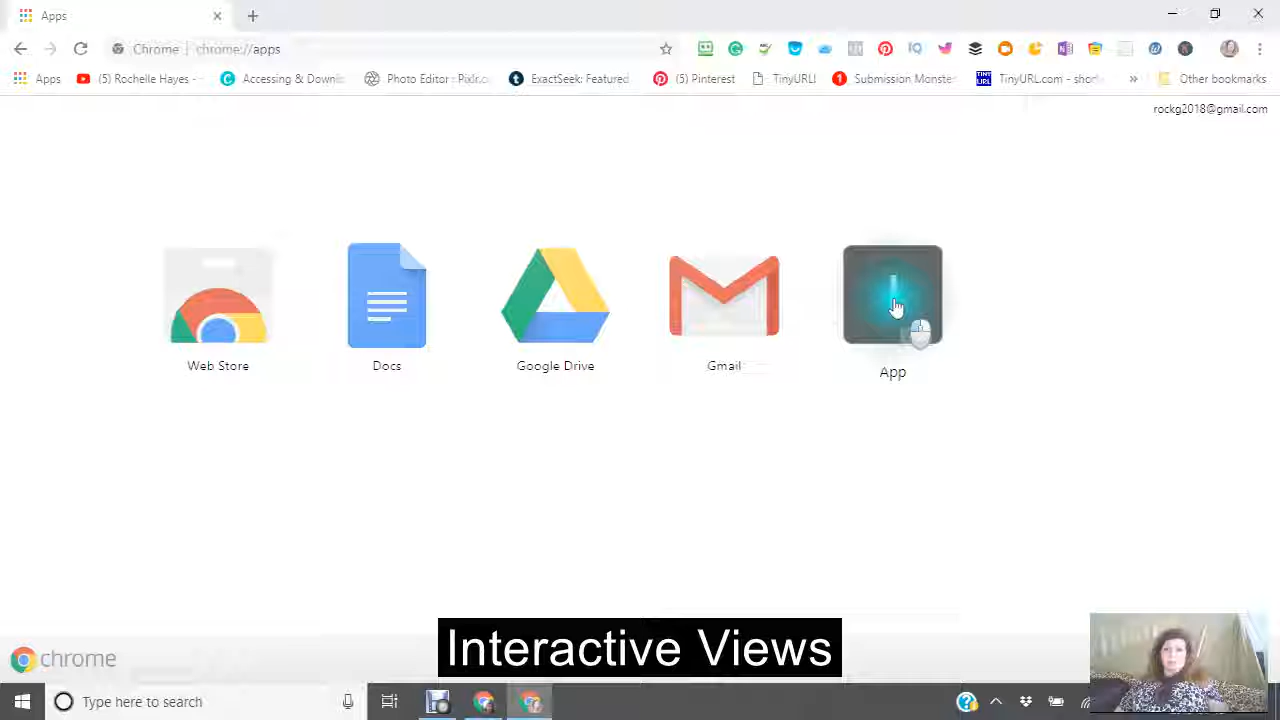 Apps
Chrome | chrome://apps
Apps
(5) Rochelle Hayes -
Accessing & Downl
Photo Editor : Pixlr.c
ExactSeek: Featured
(5) Pinterest
TinyURL!
Submission Monster
TinyURL.com - short
»
Other bookmarks
rockg2018@gmail.com
Web Store
Docs
Google Drive
Gmail
App
Interactive Views
chrome
Type here to search